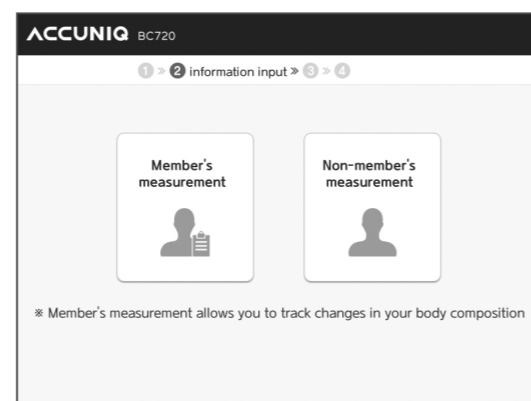 ACCUNIQ BC720
1 » 2 information input » 3 » 4
Member's
measurement
Non-member's
measurement
※ Member's measurement allows you to track changes in your body composition